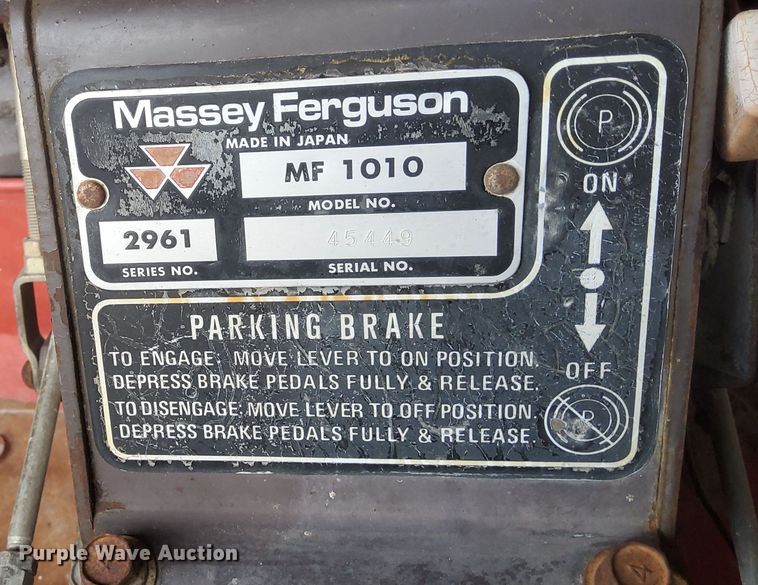 Massey Ferguson
MADE IN JAPAN
MF 1010
MODEL NO.
2961
SERIES NO.
45449
SERIAL NO.
P
ON
OFF
P
PARKING BRAKE
TO ENGAGE: MOVE LEVER TO ON POSITION.
DEPRESS BRAKE PEDALS FULLY & RELEASE.
TO DISENGAGE: MOVE LEVER TO OFF POSITION.
DEPRESS BRAKE PEDALS FULLY & RELEASE.
Purple Wave Auction